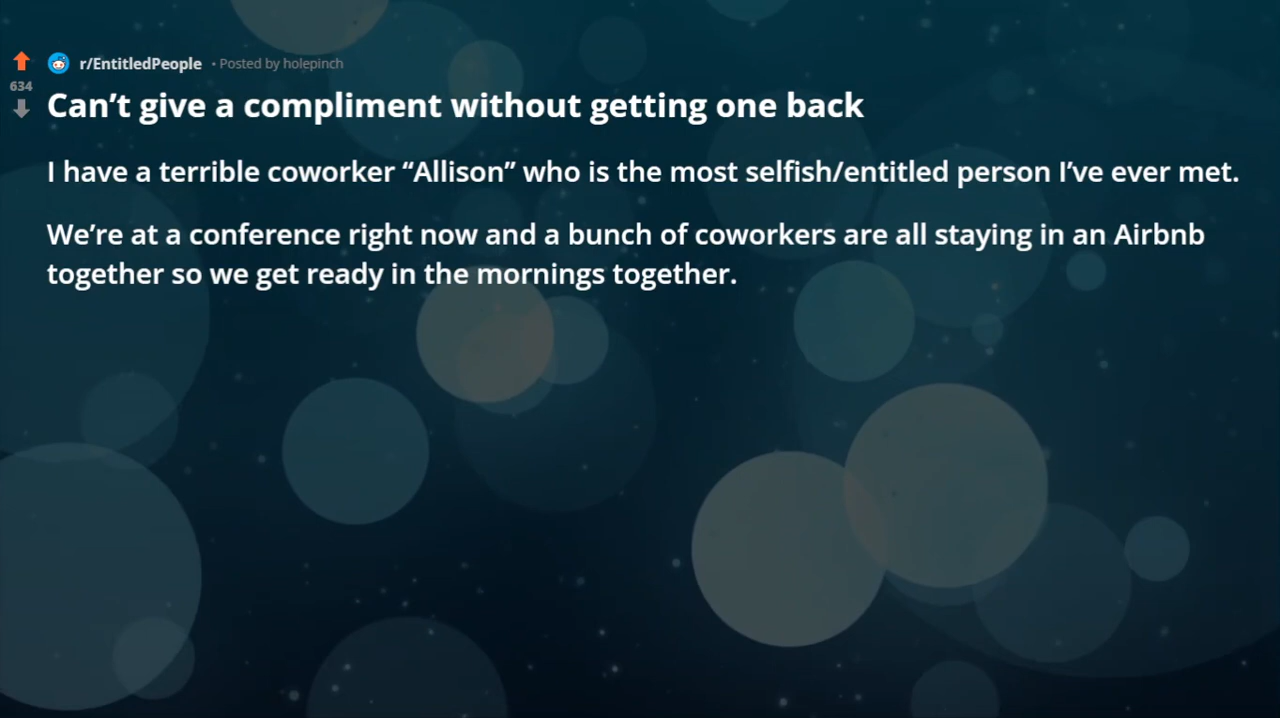 r/EntitledPeople • Posted by holepinch
634
Can’t give a compliment without getting one back
I have a terrible coworker “Allison” who is the most selfish/entitled person I’ve ever met.
We’re at a conference right now and a bunch of coworkers are all staying in an Airbnb
together so we get ready in the mornings together.